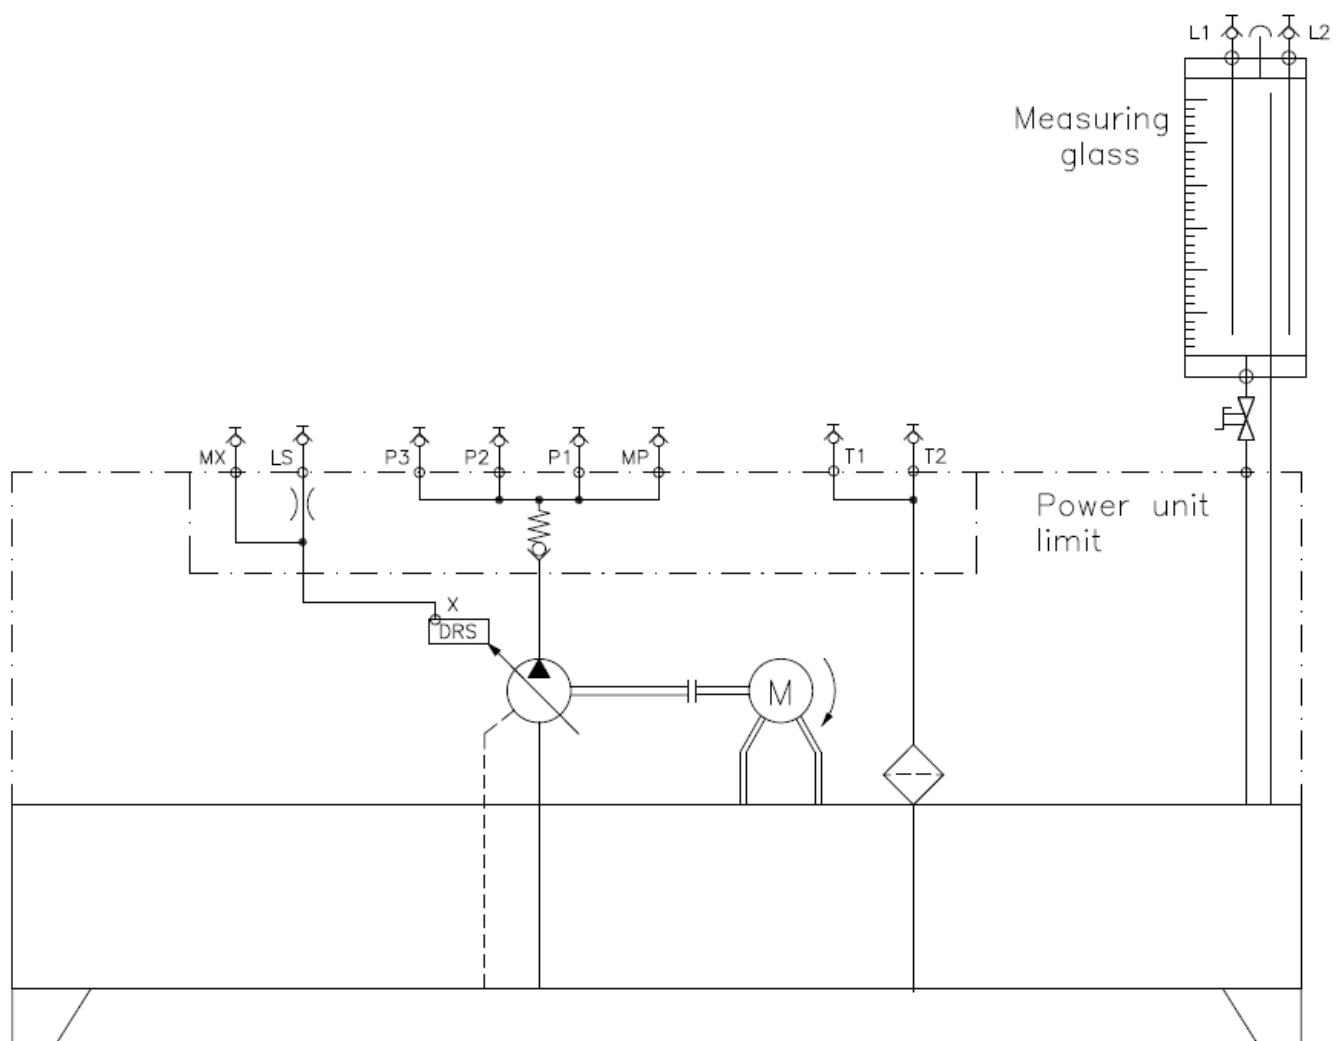 L1 L2
Measuring
glass
MX LS P3 P2 P1 MP T1 T2
Power unit
limit
X
DRS
M